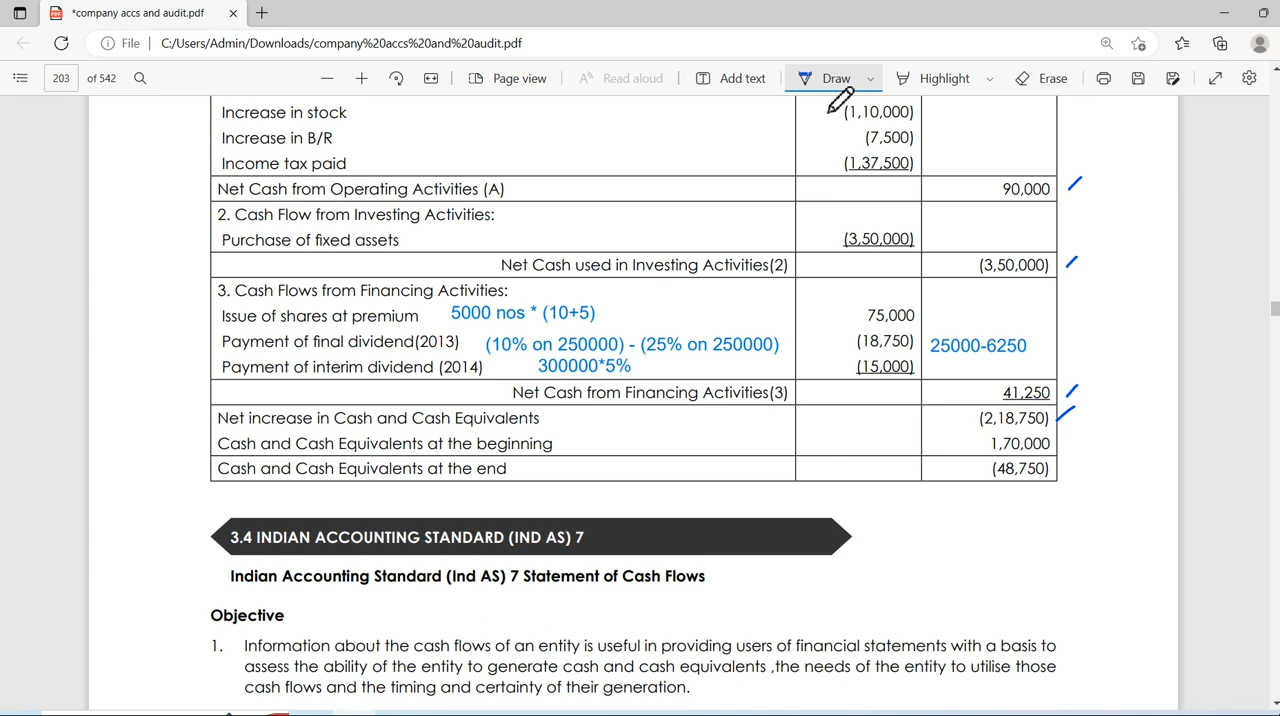 *company accs and audit.pdf
File C:/Users/Admin/Downloads/company%20accs%20and%20audit.pdf
203 of 542 Page view Read aloud Add text Draw Highlight Erase
Increase in stock (1,10,000)
Increase in B/R (7,500)
Income tax paid (1,37,500)
Net Cash from Operating Activities (A) 90,000
2. Cash Flow from Investing Activities:
Purchase of fixed assets (3,50,000)
Net Cash used in Investing Activities(2) (3,50,000)
3. Cash Flows from Financing Activities:
Issue of shares at premium 5000 nos * (10+5) 75,000
Payment of final dividend(2013) (10% on 250000) - (25% on 250000) (18,750) 25000-6250
Payment of interim dividend (2014) 300000*5% (15,000)
Net Cash from Financing Activities(3) 41,250
Net increase in Cash and Cash Equivalents (2,18,750)
Cash and Cash Equivalents at the beginning 1,70,000
Cash and Cash Equivalents at the end (48,750)
3.4 INDIAN ACCOUNTING STANDARD (IND AS) 7
Indian Accounting Standard (Ind AS) 7 Statement of Cash Flows
Objective
1. Information about the cash flows of an entity is useful in providing users of financial statements with a basis to
assess the ability of the entity to generate cash and cash equivalents ,the needs of the entity to utilise those
cash flows and the timing and certainty of their generation.